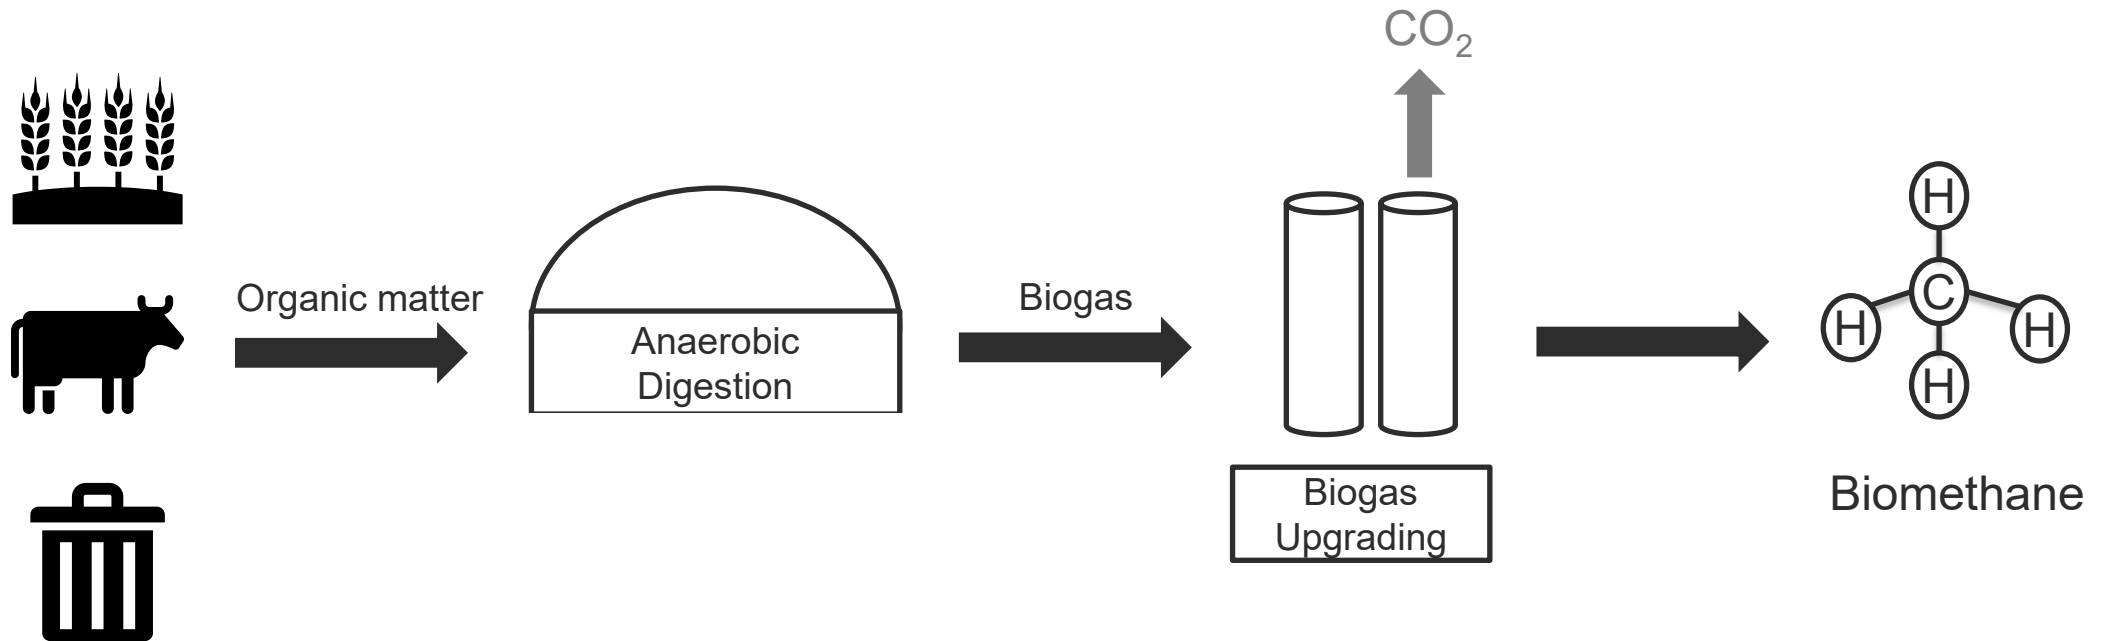 CO₂
Organic matter
Anaerobic
Digestion
Biogas
Biogas
Upgrading
H
C
H
H
H
Biomethane